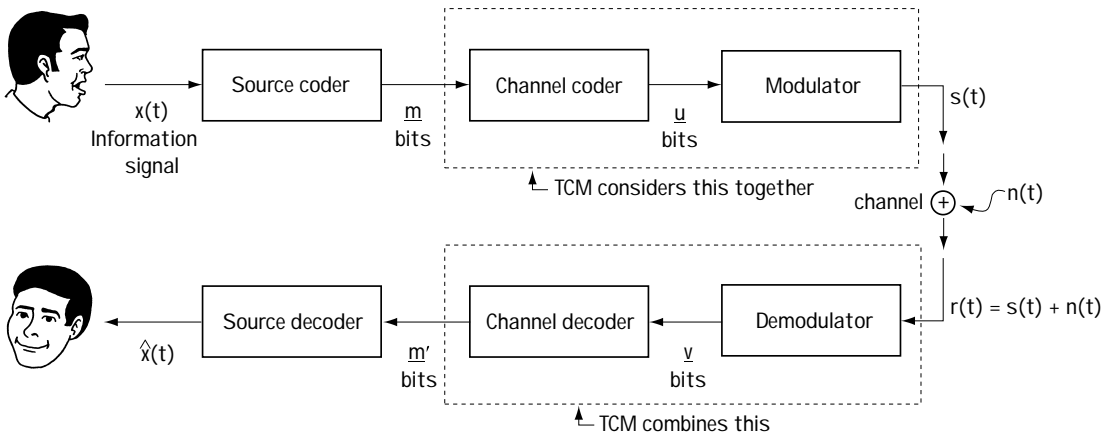 Source coder
Channel coder
Modulator
s(t)
x(t)
Information
signal
m
bits
u
bits
TCM considers this together
channel
+
n(t)
Source decoder
Channel decoder
Demodulator
r(t) = s(t) + n(t)
x̂(t)
m′
bits
v
bits
TCM combines this